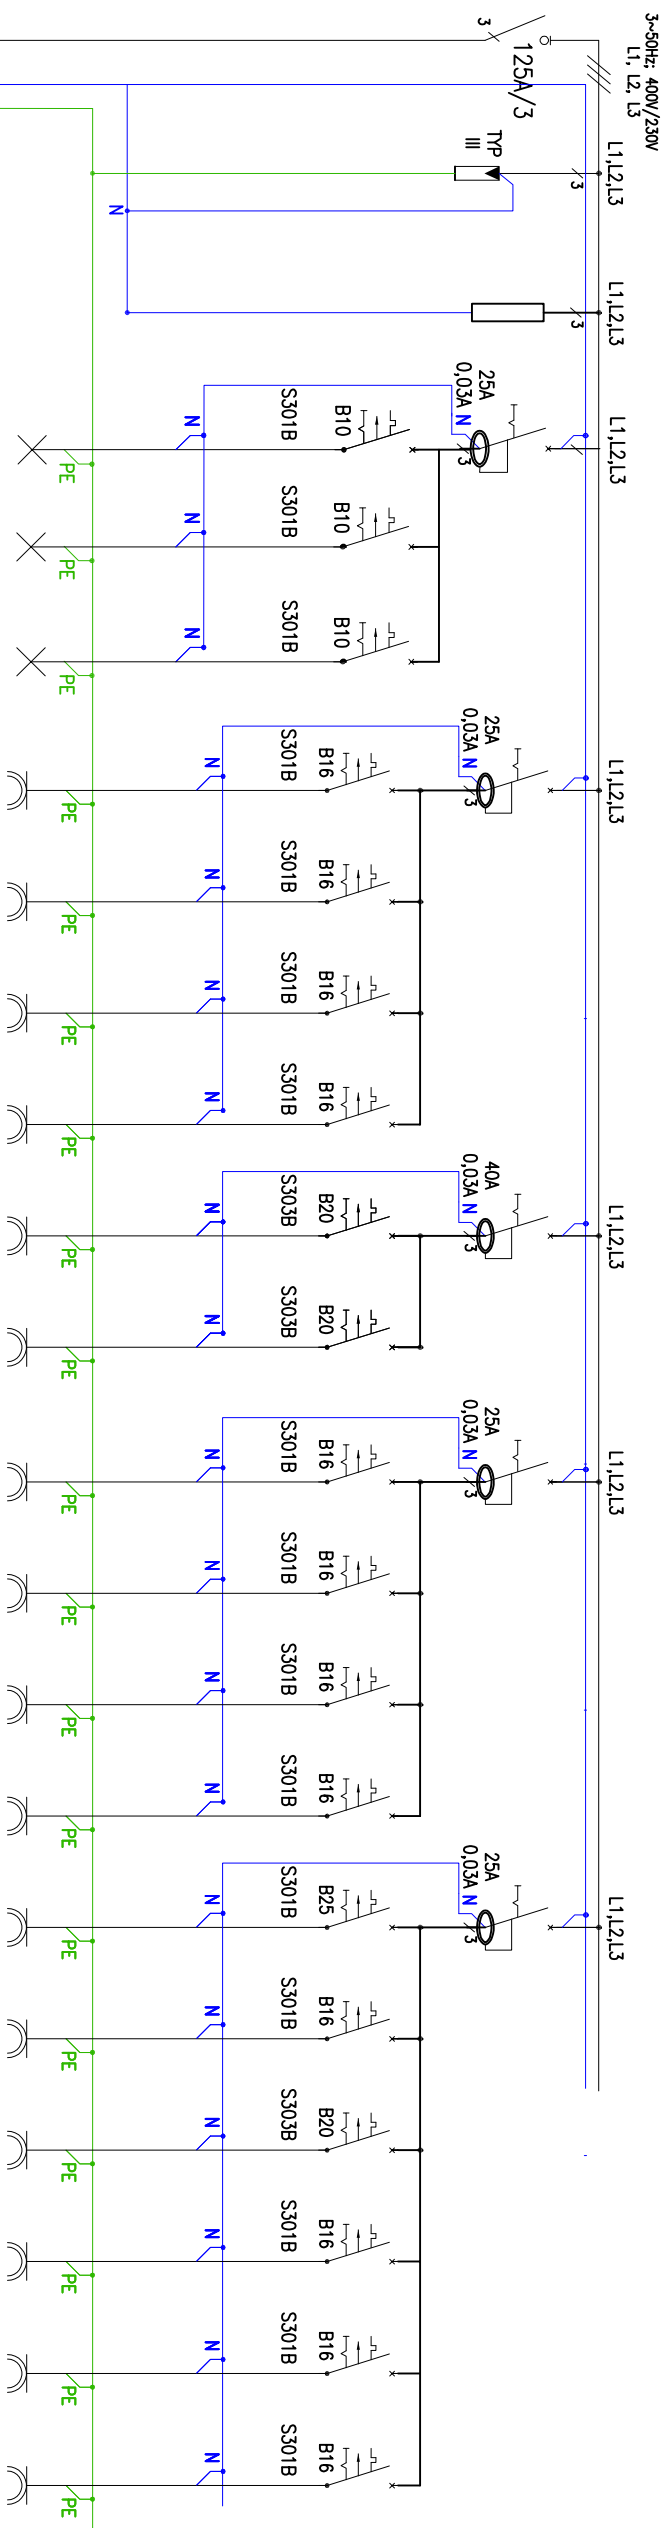 3~50Hz; 400V/230V
L1, L2, L3
3
125A/3
L1,L2,L3
3
TYP
III
N
L1,L2,L3
3
L1,L2,L3
25A
0,03A N
3
B10
S301B
N
PE
B10
S301B
N
PE
B10
S301B
N
PE
L1,L2,L3
25A
0,03A N
3
B16
S301B
N
PE
B16
S301B
N
PE
B16
S301B
N
PE
B16
S301B
N
PE
L1,L2,L3
40A
0,03A N
3
B20
S303B
N
PE
B20
S303B
N
PE
L1,L2,L3
25A
0,03A N
3
B16
S301B
N
PE
B16
S301B
N
PE
B16
S301B
N
PE
B16
S301B
N
PE
L1,L2,L3
25A
0,03A N
3
B25
S301B
N
PE
B16
S301B
N
PE
B20
S303B
N
PE
B16
S301B
N
PE
B16
S301B
N
PE
B16
S301B
N
PE